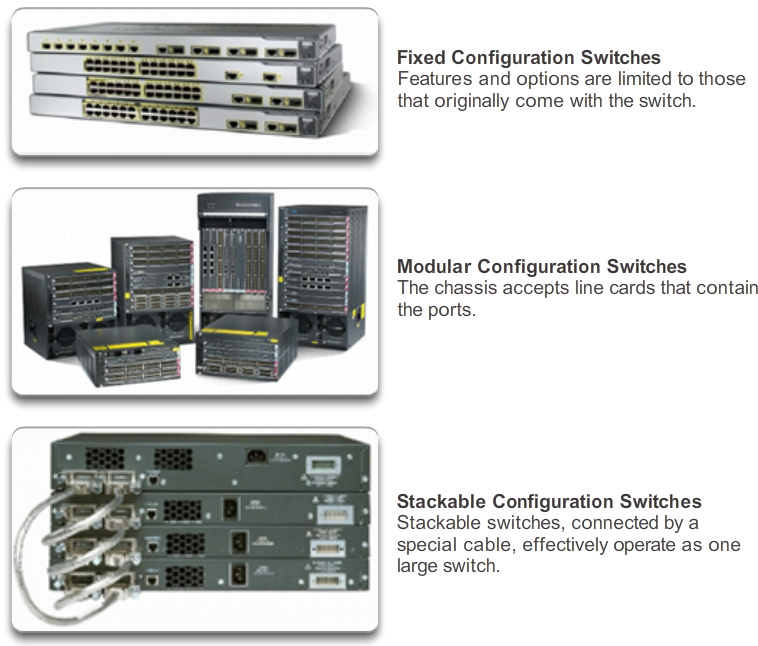 Fixed Configuration Switches
Features and options are limited to those
that originally come with the switch.
Modular Configuration Switches
The chassis accepts line cards that contain
the ports.
Stackable Configuration Switches
Stackable switches, connected by a
special cable, effectively operate as one
large switch.